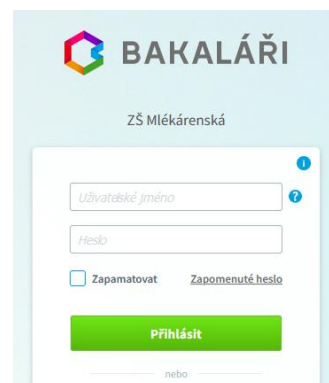 BAKALÁŘI
ZŠ Mlékárenská
Uživatelské jméno
Heslo
Zapamatovat Zapomenuté heslo
Přihlásit
nebo